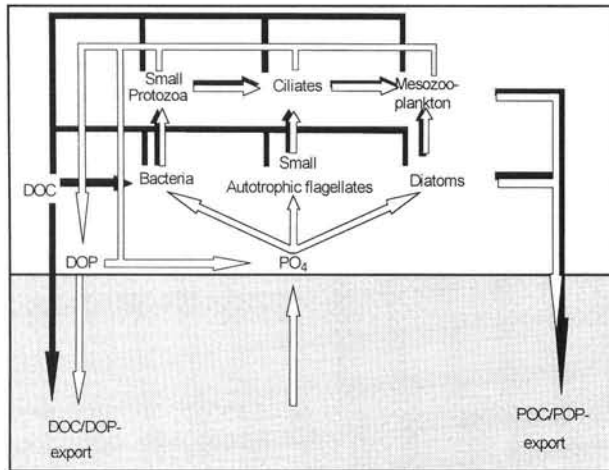 Small
Protozoa
Ciliates
Mesozoo-
plankton
Small
Bacteria
Autotrophic flagellates
Diatoms
DOC
DOP
PO4
DOC/DOP-
export
POC/POP-
export